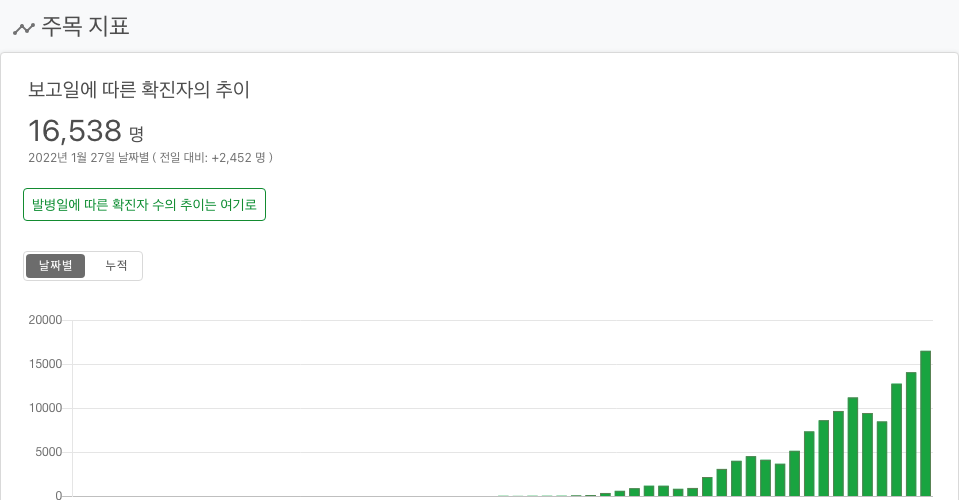 주목 지표
보고일에 따른 확진자의 추이
16,538 명
2022년 1월 27일 날짜별 ( 전일 대비: +2,452 명 )
발병일에 따른 확진자 수의 추이는 여기로
날짜별 누적
20000
15000
10000
5000
0